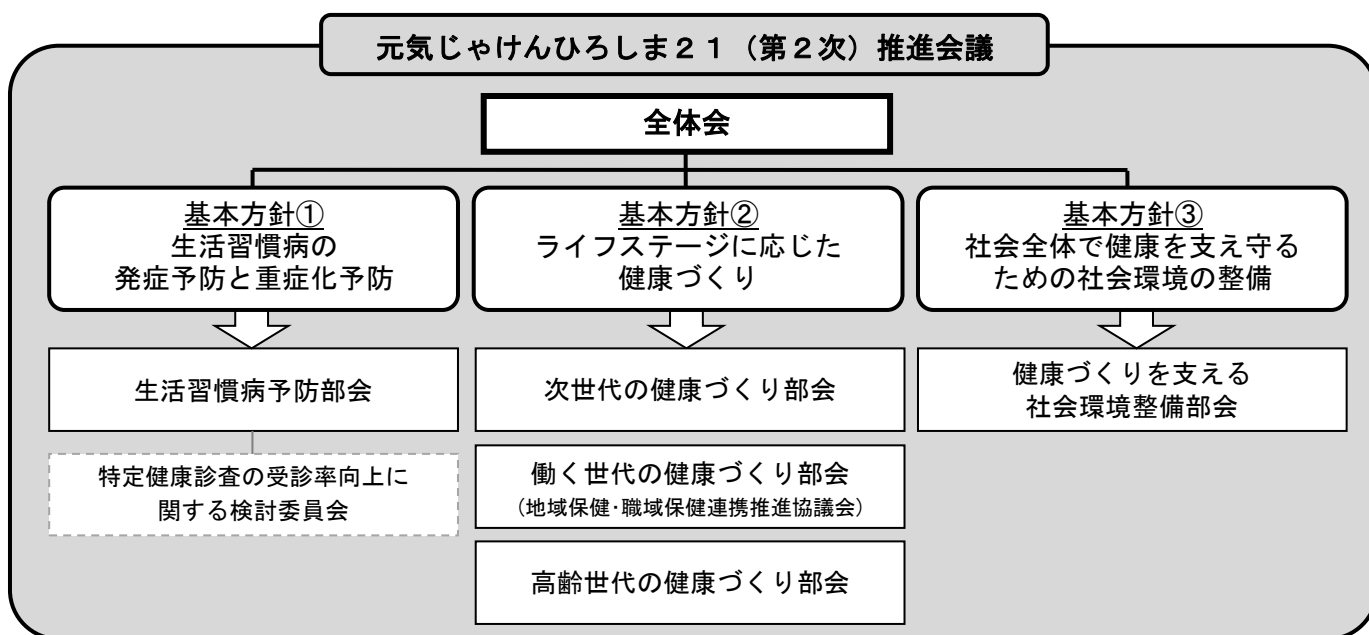 元気じゃけんひろしま２１（第２次）推進会議
全体会
基本方針①
生活習慣病の
発症予防と重症化予防
基本方針②
ライフステージに応じた
健康づくり
基本方針③
社会全体で健康を支え守る
ための社会環境の整備
生活習慣病予防部会
特定健康診査の受診率向上に
関する検討委員会
次世代の健康づくり部会
働く世代の健康づくり部会
（地域保健･職域保健連携推進協議会）
高齢世代の健康づくり部会
健康づくりを支える
社会環境整備部会